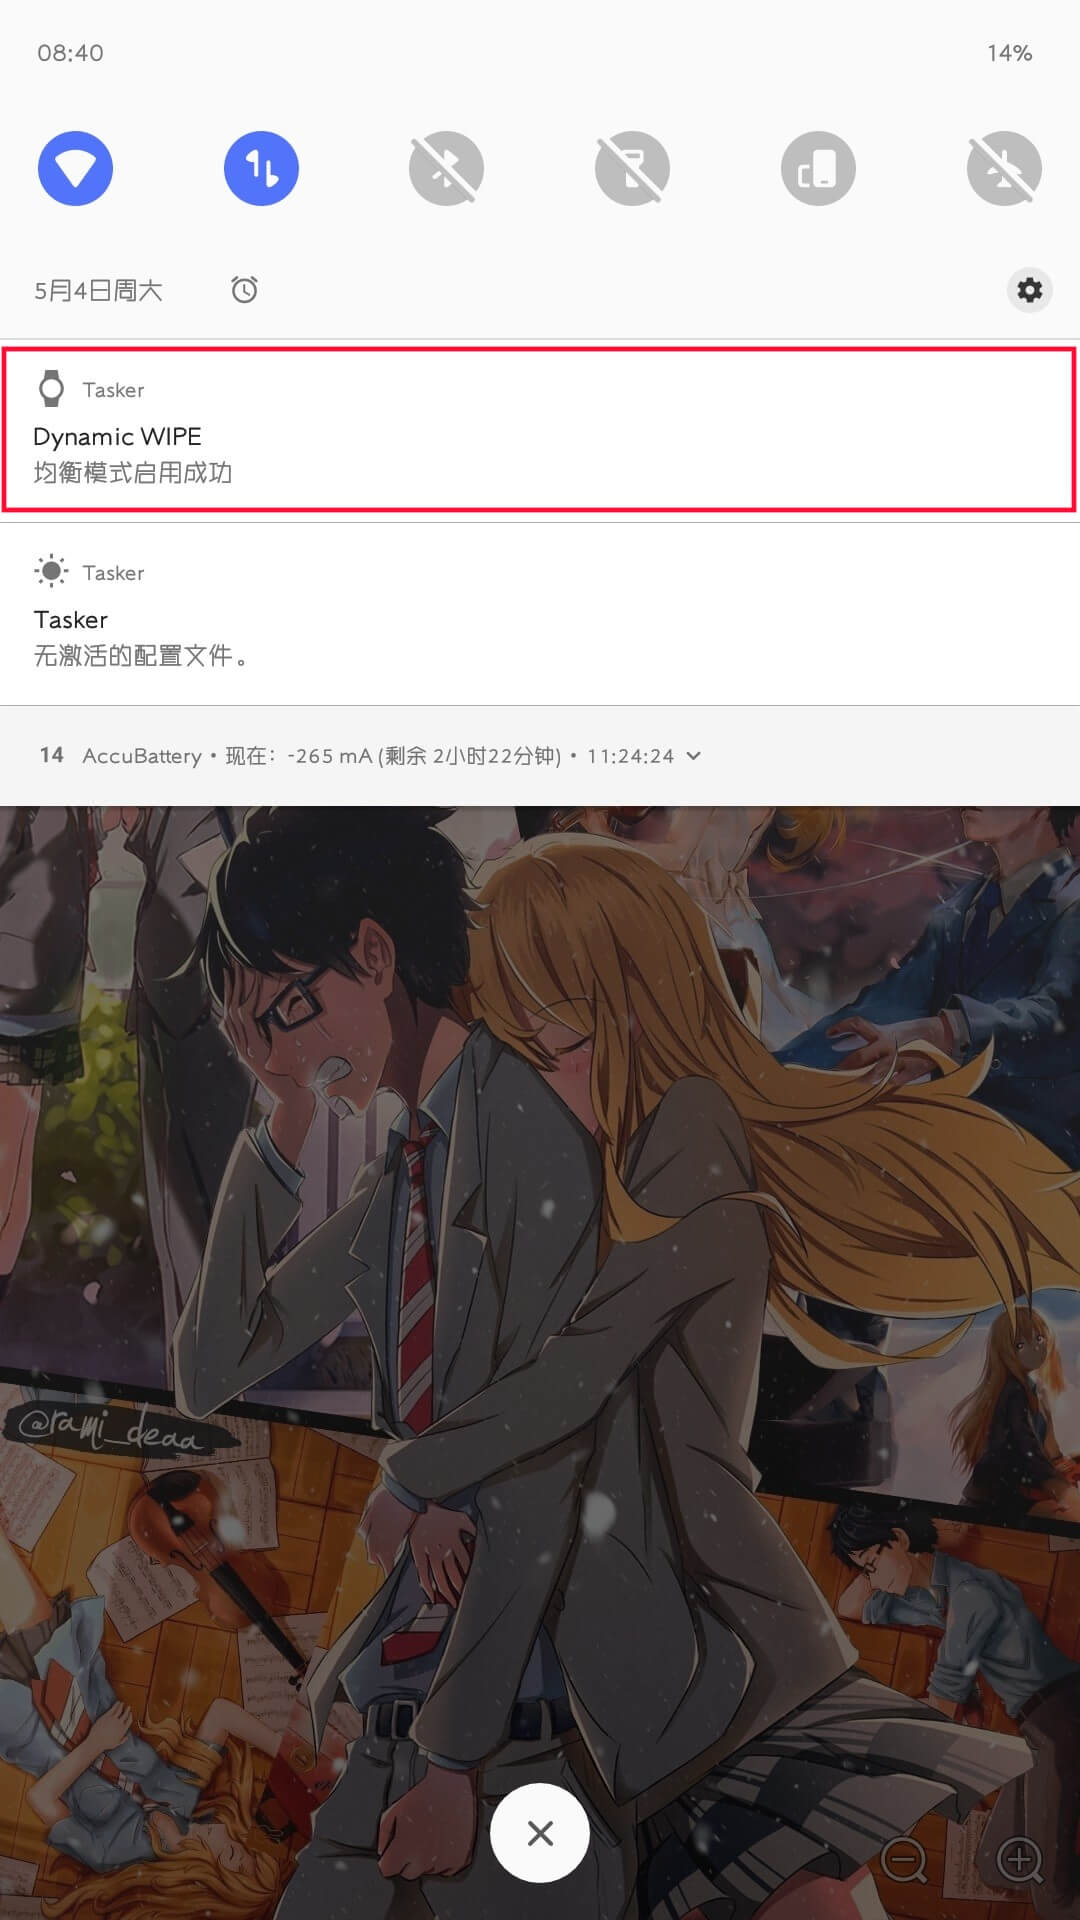 08:40
14%
5月4日周六
Tasker
Dynamic WIPE
均衡模式启用成功
Tasker
Tasker
无激活的配置文件。
14 AccuBattery • 现在：-265 mA (剩余 2小时22分钟) • 11:24:24
@rami_deaa